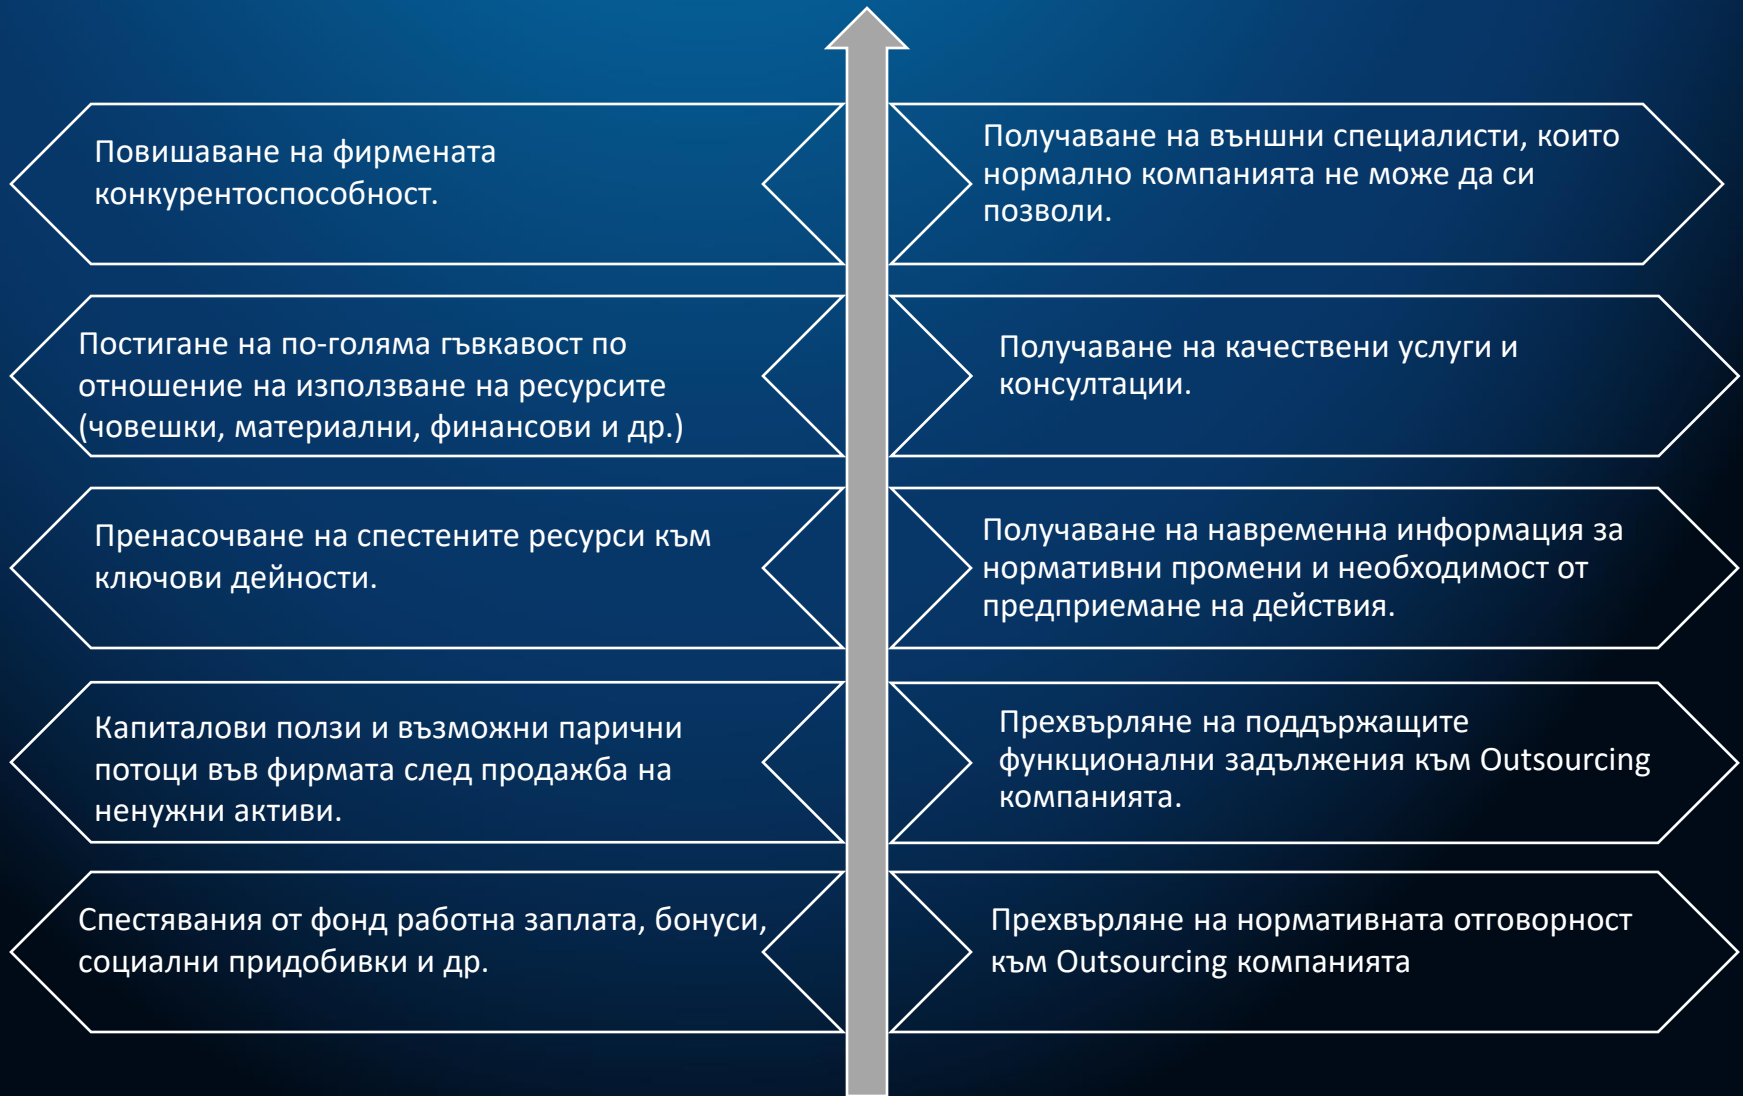 Повишаване на фирмената
конкурентоспособност.
Получаване на външни специалисти, които
нормално компанията не може да си
позволи.
Постигане на по-голяма гъвкавост по
отношение на използване на ресурсите
(човешки, материални, финансови и др.)
Получаване на качествени услуги и
консултации.
Пренасочване на спестените ресурси към
ключови дейности.
Получаване на навременна информация за
нормативни промени и необходимост от
предприемане на действия.
Капиталови ползи и възможни парични
потоци във фирмата след продажба на
ненужни активи.
Прехвърляне на поддържащите
функционални задължения към Outsourcing
компанията.
Спестявания от фонд работна заплата, бонуси,
социални придобивки и др.
Прехвърляне на нормативната отговорност
към Outsourcing компанията